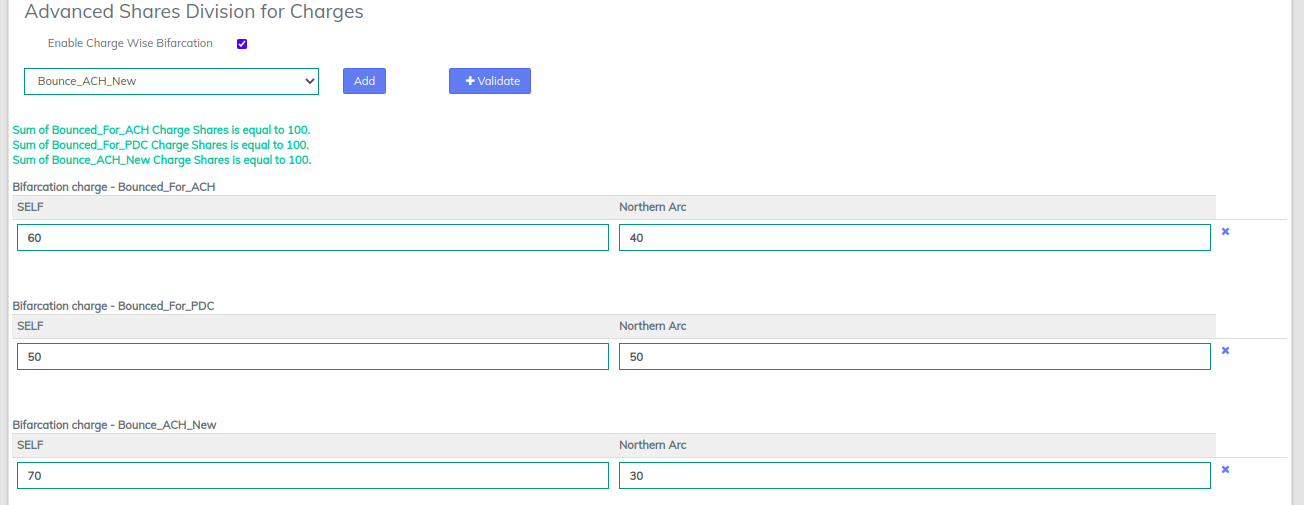 Advanced Shares Division for Charges
Enable Charge Wise Bifarcation
Bounce_ACH_New
Add
Validate
Sum of Bounced_For_ACH Charge Shares is equal to 100.
Sum of Bounced_For_PDC Charge Shares is equal to 100.
Sum of Bounce_ACH_New Charge Shares is equal to 100.
Bifarcation charge - Bounced_For_ACH
SELF Northern Arc
60 40
Bifarcation charge - Bounced_For_PDC
SELF Northern Arc
50 50
Bifarcation charge - Bounce_ACH_New
SELF Northern Arc
70 30